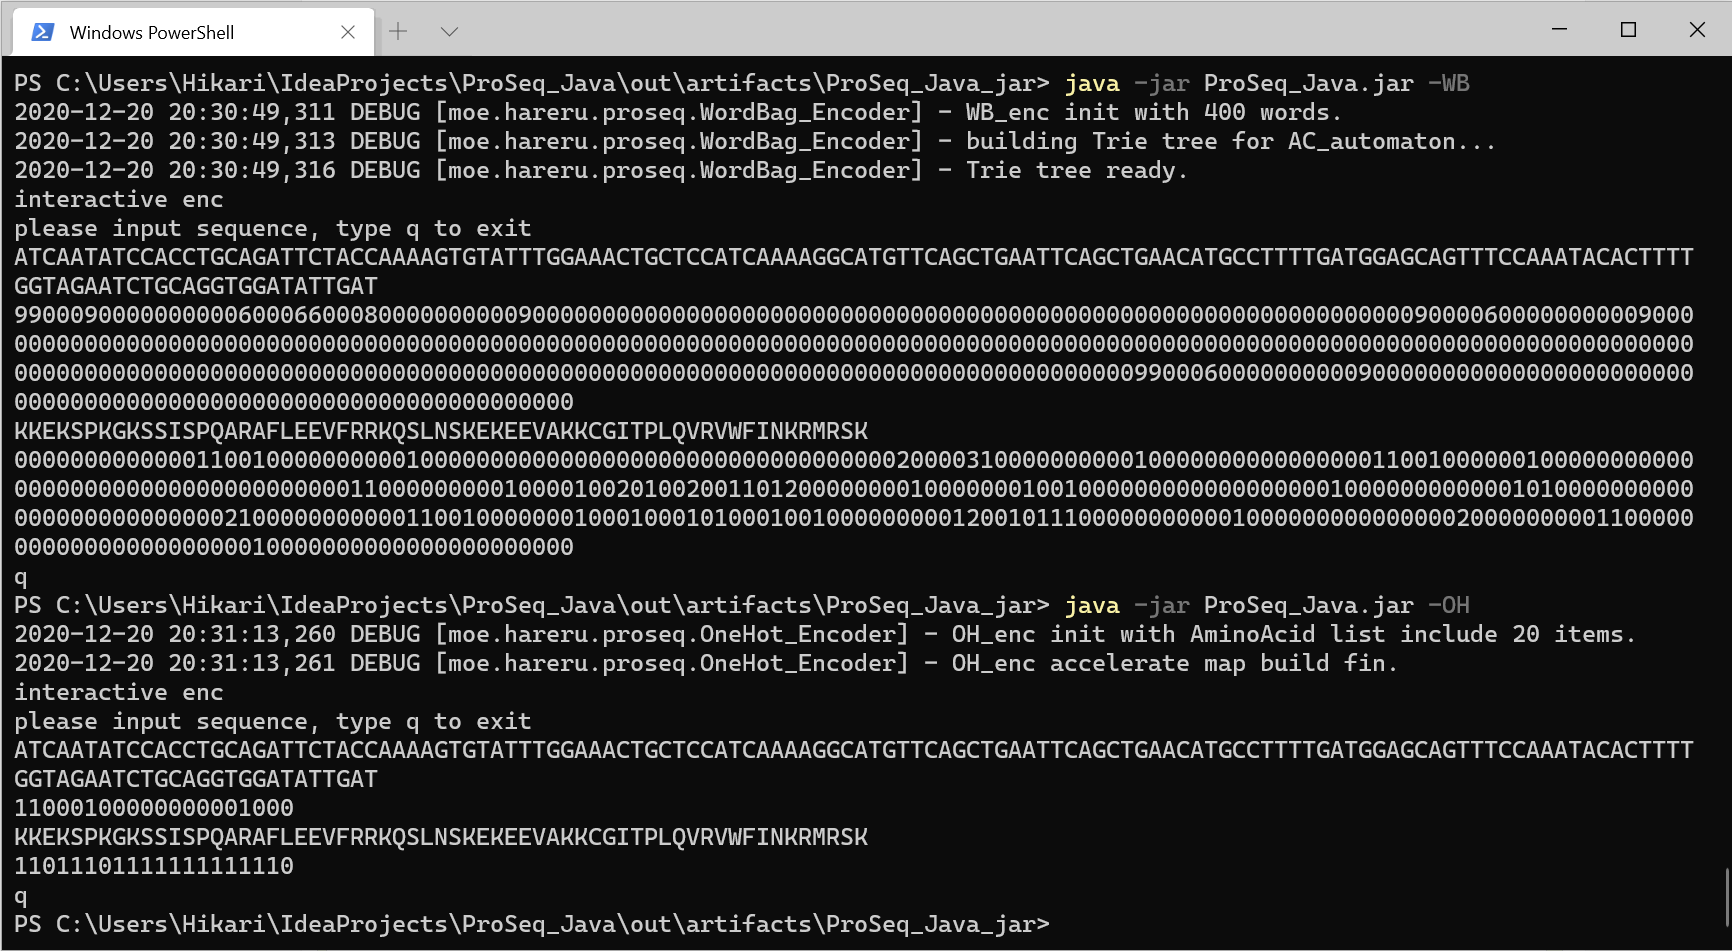 Windows PowerShell
PS C:\Users\Hikari\IdeaProjects\ProSeq_Java\out\artifacts\ProSeq_Java_jar> java -jar ProSeq_Java.jar -WB
2020-12-20 20:30:49,311 DEBUG [moe.hareru.proseq.WordBag_Encoder] - WB_enc init with 400 words.
2020-12-20 20:30:49,313 DEBUG [moe.hareru.proseq.WordBag_Encoder] - building Trie tree for AC_automaton...
2020-12-20 20:30:49,316 DEBUG [moe.hareru.proseq.WordBag_Encoder] - Trie tree ready.
interactive enc
please input sequence, type q to exit
ATCAATATCCACCTGCAGATTCTACCAAAAGTGTATTTGGAAACTGCTCCATCAAAAGGCATGTTCAGCTGAATTCAGCTGAACATGCCTTTTGATGGAGCAGTTTCCAAATACACTTTT
GGTAGAATCTGCAGGTGGATATTGAT
990009000000000060006600080000000000900000000000000000000000000000000000000000000000000000000000000090000600000000009000
000000000000000000000000000000000000000000000000000000000000000000000000000000000000000000000000000000000000000000000000
000000000000000000000000000000000000000000000000000000000000000000000000000000009900060000000000900000000000000000000000
0000000000000000000000000000000000000000
KKEKSPKGKSSISPQARAFLEEVFRRKQSLNSKEKEEVAKKCGITPLQVRVWFINKRMRSK
000000000000011001000000000010000000000000000000000000000000000200003100000000001000000000000000011001000000100000000000
000000000000000000000000110000000001000010020100200110120000000010000000100100000000000000000010000000000001010000000000
000000000000000210000000000011001000000010001000101000100100000000012001011100000000000100000000000000020000000001100000
0000000000000000010000000000000000000000
q
PS C:\Users\Hikari\IdeaProjects\ProSeq_Java\out\artifacts\ProSeq_Java_jar> java -jar ProSeq_Java.jar -OH
2020-12-20 20:31:13,260 DEBUG [moe.hareru.proseq.OneHot_Encoder] - OH_enc init with AminoAcid list include 20 items.
2020-12-20 20:31:13,261 DEBUG [moe.hareru.proseq.OneHot_Encoder] - OH_enc accelerate map build fin.
interactive enc
please input sequence, type q to exit
ATCAATATCCACCTGCAGATTCTACCAAAAGTGTATTTGGAAACTGCTCCATCAAAAGGCATGTTCAGCTGAATTCAGCTGAACATGCCTTTTGATGGAGCAGTTTCCAAATACACTTTT
GGTAGAATCTGCAGGTGGATATTGAT
11000100000000001000
KKEKSPKGKSSISPQARAFLEEVFRRKQSLNSKEKEEVAKKCGITPLQVRVWFINKRMRSK
11011101111111111110
q
PS C:\Users\Hikari\IdeaProjects\ProSeq_Java\out\artifacts\ProSeq_Java_jar>